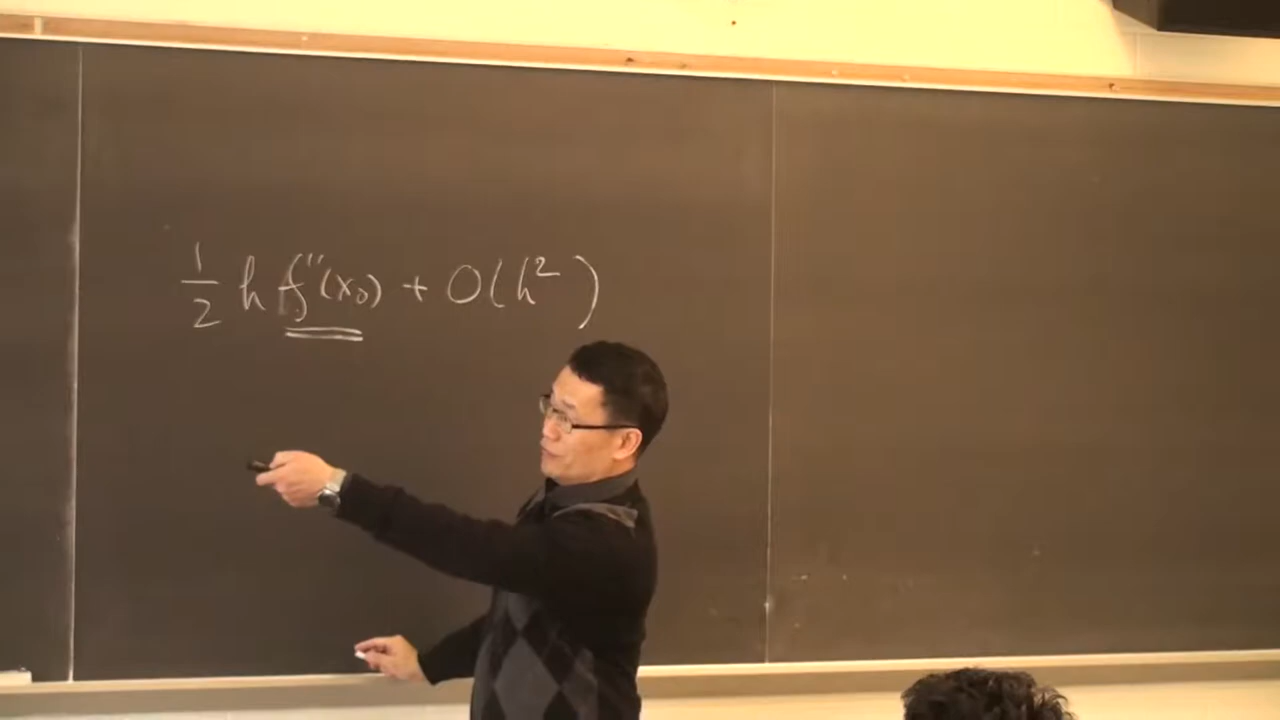 1/2 h f''(x₀) + O(h²)